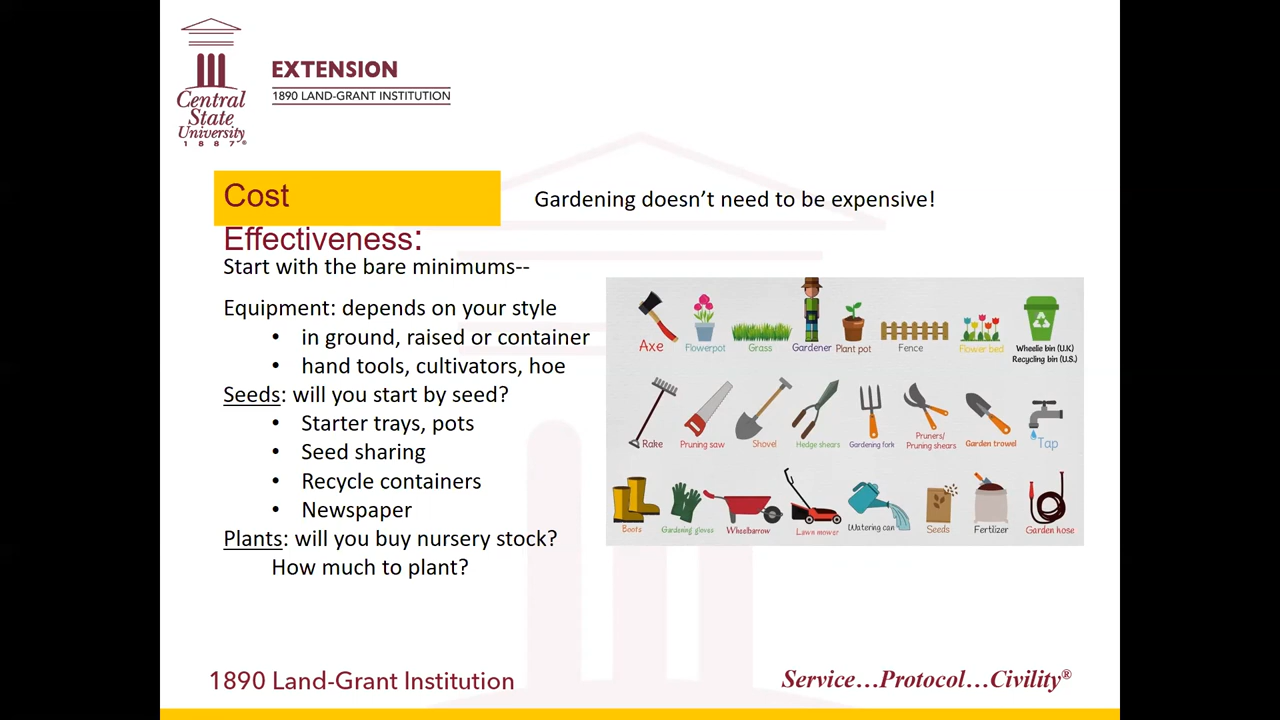 Central
State
University
1887®
EXTENSION
1890 LAND-GRANT INSTITUTION
Cost
Effectiveness:
Gardening doesn’t need to be expensive!
Start with the bare minimums--
Equipment: depends on your style
• in ground, raised or container
• hand tools, cultivators, hoe
Seeds: will you start by seed?
• Starter trays, pots
• Seed sharing
• Recycle containers
• Newspaper
Plants: will you buy nursery stock?
How much to plant?
Axe
Flowerpot
Grass
Gardener
Plant pot
Fence
Flower bed
Wheelie bin (U.K)
Recycling bin (U.S.)
Rake
Pruning saw
Shovel
Hedge shears
Gardening fork
Pruners/
Pruning shears
Garden trowel
Tap
Boots
Gardening gloves
Wheelbarrow
Lawn mower
Watering can
Seeds
Fertlizer
Garden hose
1890 Land-Grant Institution
Service…Protocol…Civility®